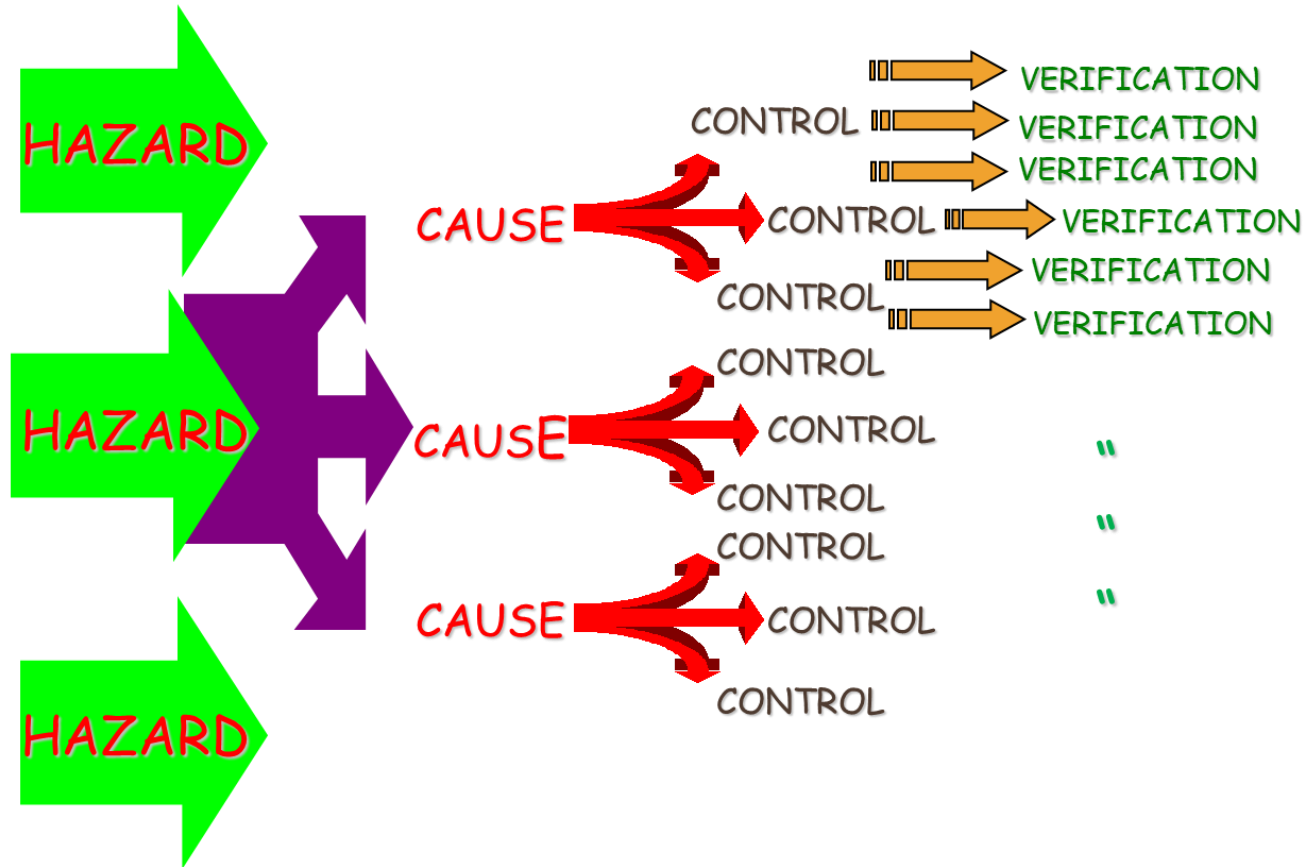 HAZARD
HAZARD
HAZARD
CAUSE
CAUSE
CAUSE
CONTROL
CONTROL
CONTROL
CONTROL
CONTROL
CONTROL
CONTROL
CONTROL
CONTROL
VERIFICATION
VERIFICATION
VERIFICATION
VERIFICATION
VERIFICATION
VERIFICATION
"
"
"